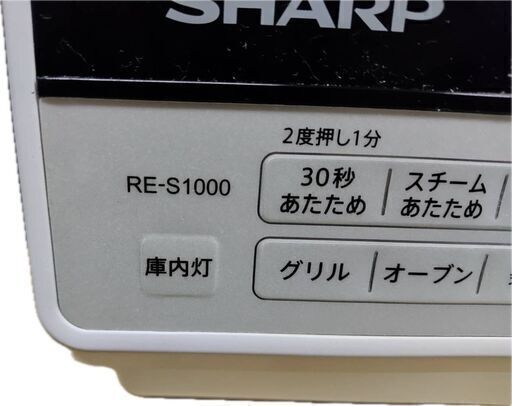 SHARP
2度押し1分
RE-S1000
30秒
あたため
スチーム
あたため
庫内灯
グリル
オーブン